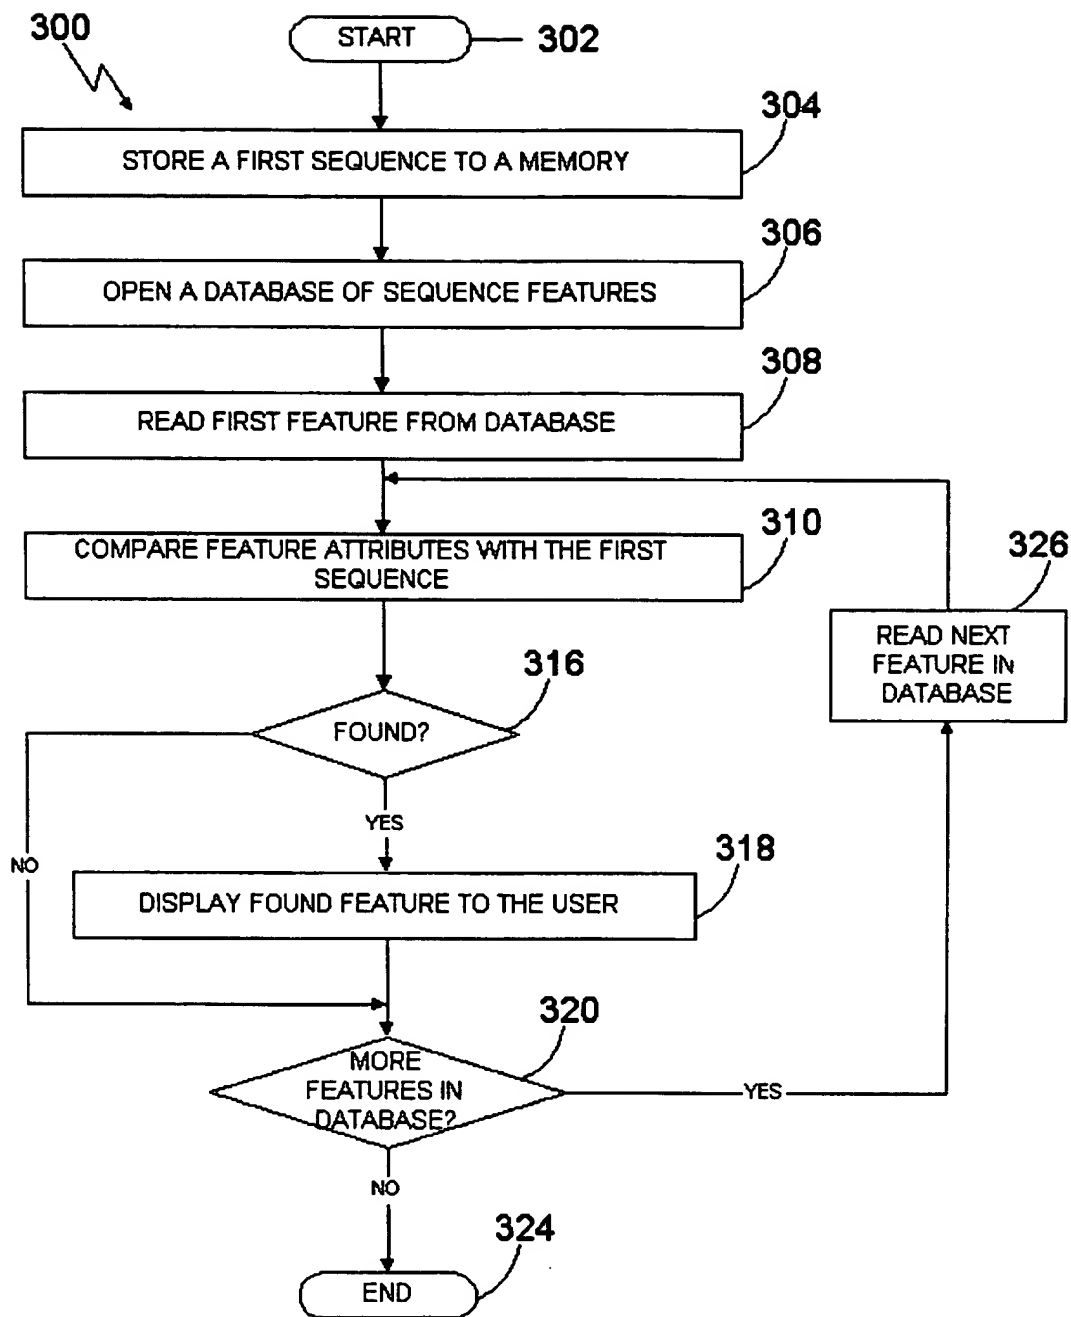 300
START
302
304
STORE A FIRST SEQUENCE TO A MEMORY
306
OPEN A DATABASE OF SEQUENCE FEATURES
308
READ FIRST FEATURE FROM DATABASE
310
COMPARE FEATURE ATTRIBUTES WITH THE FIRST
SEQUENCE
326
READ NEXT
FEATURE IN
DATABASE
316
FOUND?
YES
NO
318
DISPLAY FOUND FEATURE TO THE USER
320
MORE
FEATURES IN
DATABASE?
YES
NO
324
END